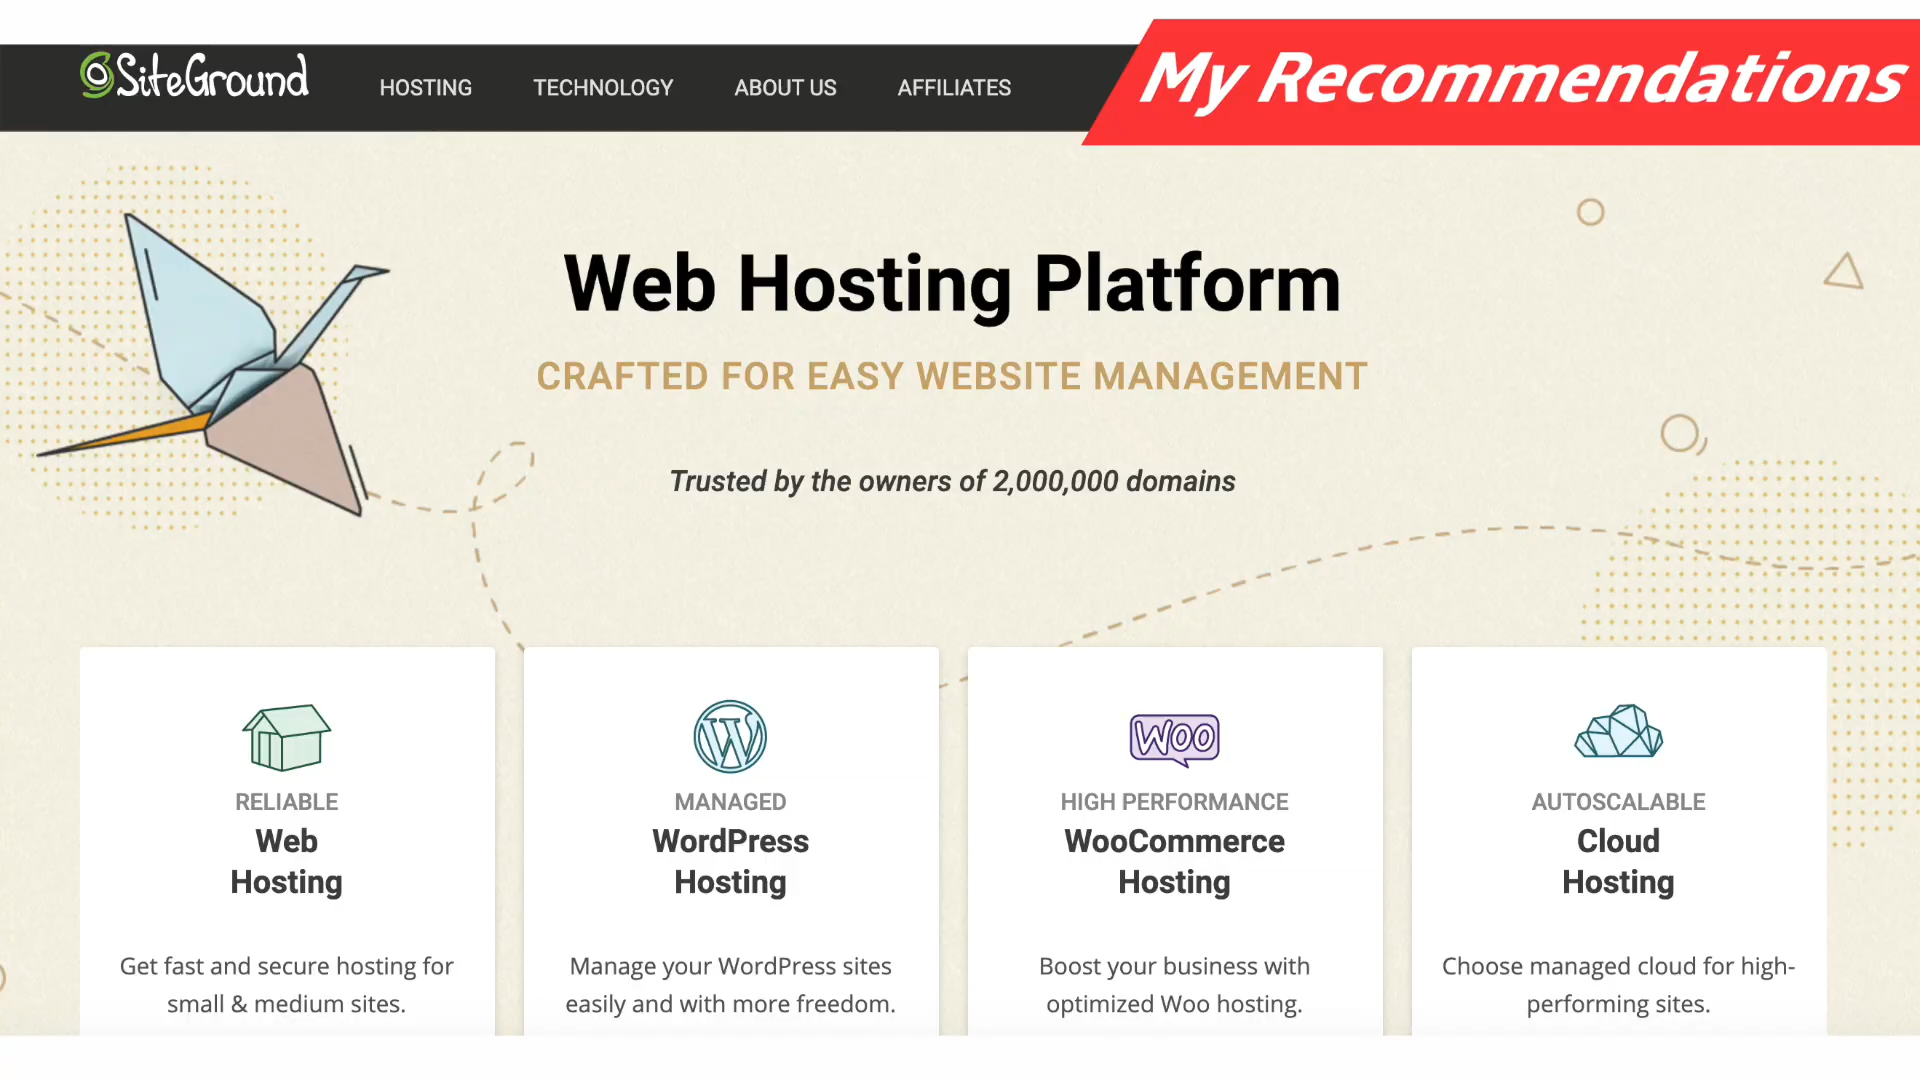 SiteGround
HOSTING
TECHNOLOGY
ABOUT US
AFFILIATES
My Recommendations
Web Hosting Platform
CRAFTED FOR EASY WEBSITE MANAGEMENT
Trusted by the owners of 2,000,000 domains
RELIABLE
Web
Hosting
Get fast and secure hosting for
small & medium sites.
W
MANAGED
WordPress
Hosting
Manage your WordPress sites
easily and with more freedom.
WOO
HIGH PERFORMANCE
WooCommerce
Hosting
Boost your business with
optimized Woo hosting.
AUTOSCALABLE
Cloud
Hosting
Choose managed cloud for high-
performing sites.